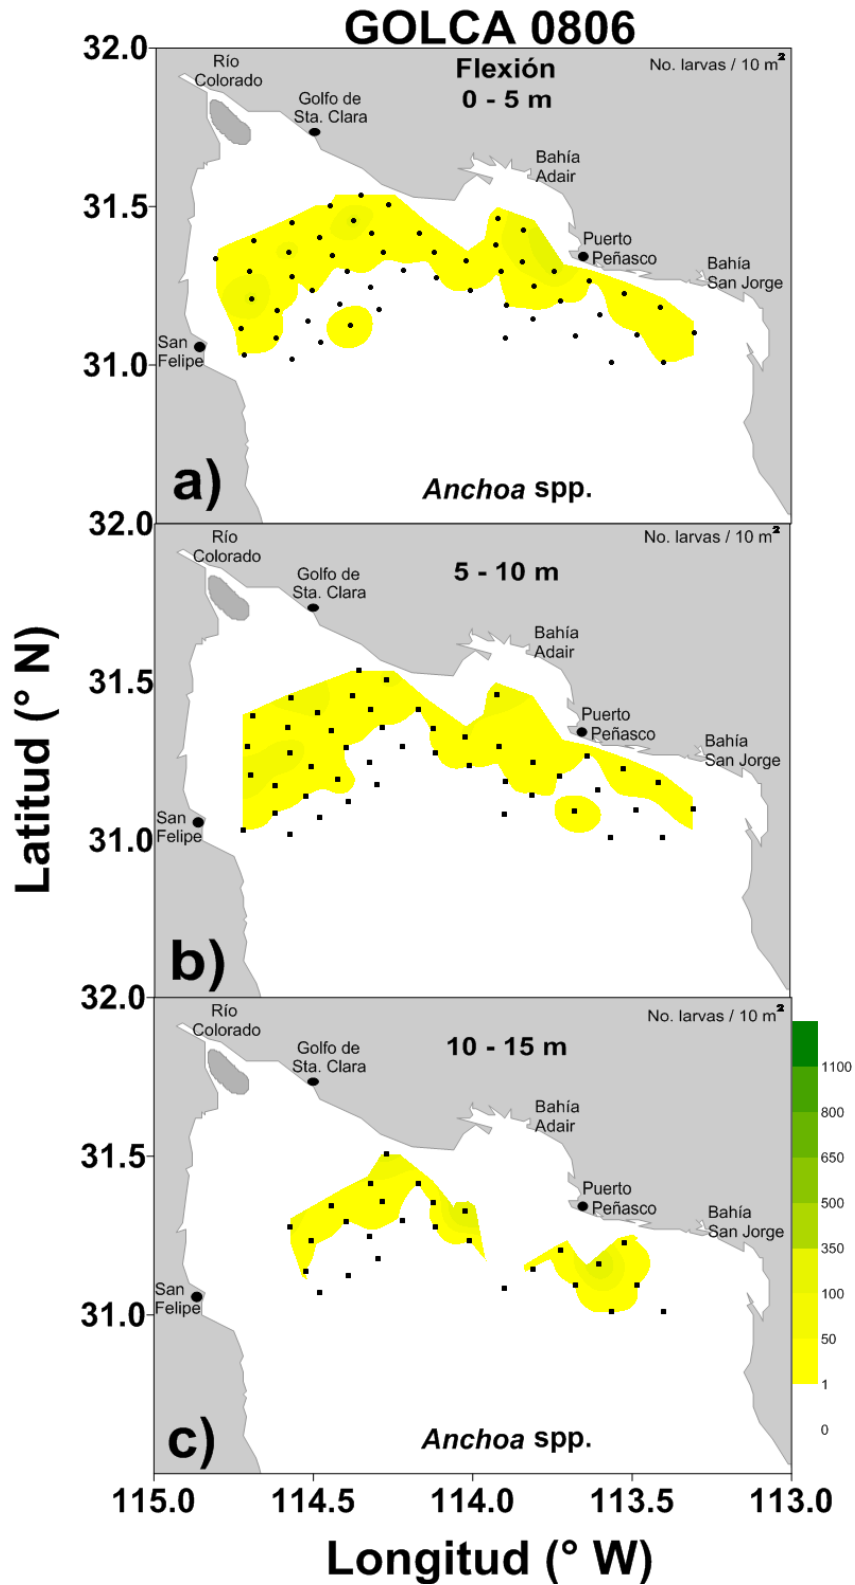 GOLCA 0806
32.0
Río
Colorado
Flexión
0 - 5 m
No. larvas / 10 m²
Golfo de
Sta. Clara
Bahía
Adair
31.5
Puerto
Peñasco
Bahía
San Jorge
San
Felipe
31.0
a)
Anchoa spp.
32.0
Río
Colorado
No. larvas / 10 m²
5 - 10 m
Golfo de
Sta. Clara
Bahía
Adair
31.5
Puerto
Peñasco
Bahía
San Jorge
San
Felipe
31.0
b)
Latitud (° N)
32.0
Río
Colorado
No. larvas / 10 m²
10 - 15 m
Golfo de
Sta. Clara
Bahía
Adair
31.5
Puerto
Peñasco
Bahía
San Jorge
San
Felipe
31.0
c)
Anchoa spp.
1100
800
650
500
350
100
50
1
0
115.0 114.5 114.0 113.5 113.0
Longitud (° W)